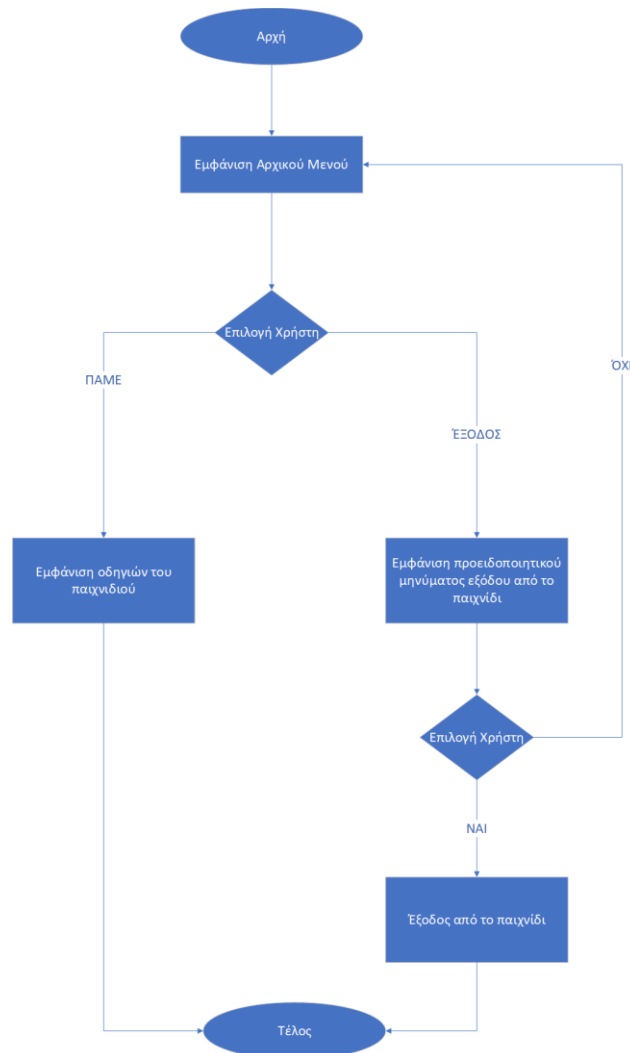 Αρχή
Εμφάνιση Αρχικού Μενού
Επιλογή Χρήστη
ΠΑΜΕ
ΌΧΙ
ΈΞΟΔΟΣ
Εμφάνιση οδηγιών του
παιχνιδιού
Εμφάνιση προειδοποιητικού
μηνύματος εξόδου από το
παιχνίδι
Επιλογή Χρήστη
ΝΑΙ
Έξοδος από το παιχνίδι
Τέλος